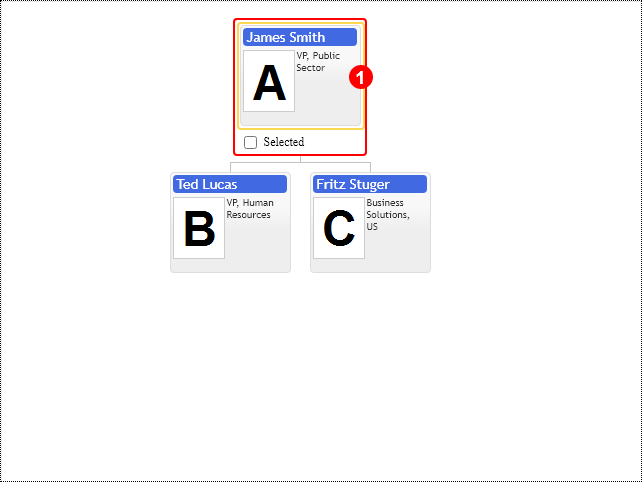 James Smith
VP, Public
Sector
A
1
Selected
Ted Lucas
VP, Human
Resources
B
Fritz Stuger
Business
Solutions,
US
C